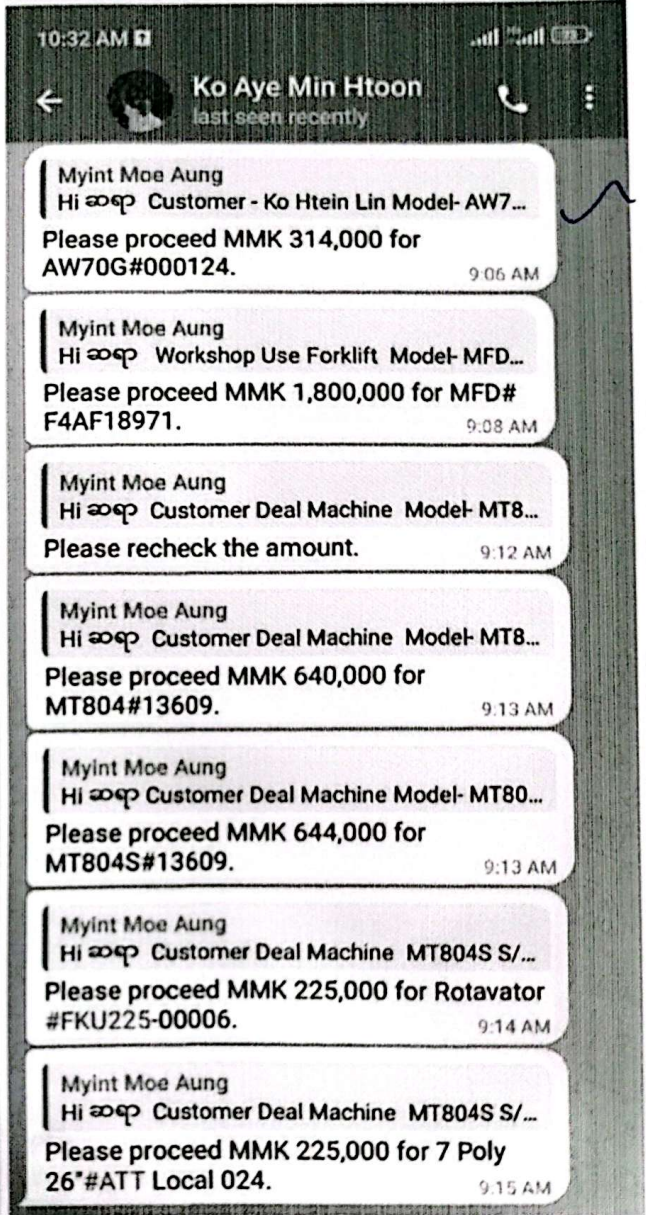 10:32 AM
Ko Aye Min Htoon
last seen recently
Myint Moe Aung
Hi ဆရာ Customer - Ko Htein Lin Model- AW7...
Please proceed MMK 314,000 for
AW70G#000124.
9:06 AM
Myint Moe Aung
Hi ဆရာ Workshop Use Forklift Model- MFD...
Please proceed MMK 1,800,000 for MFD#
F4AF18971.
9:08 AM
Myint Moe Aung
Hi ဆရာ Customer Deal Machine Model- MT8...
Please recheck the amount.
9:12 AM
Myint Moe Aung
Hi ဆရာ Customer Deal Machine Model- MT8...
Please proceed MMK 640,000 for
MT804#13609.
9:13 AM
Myint Moe Aung
Hi ဆရာ Customer Deal Machine Model- MT80...
Please proceed MMK 644,000 for
MT804S#13609.
9:13 AM
Myint Moe Aung
Hi ဆရာ Customer Deal Machine MT804S S/...
Please proceed MMK 225,000 for Rotavator
#FKU225-00006.
9:14 AM
Myint Moe Aung
Hi ဆရာ Customer Deal Machine MT804S S/...
Please proceed MMK 225,000 for 7 Poly
26"#ATT Local 024.
9:15 AM